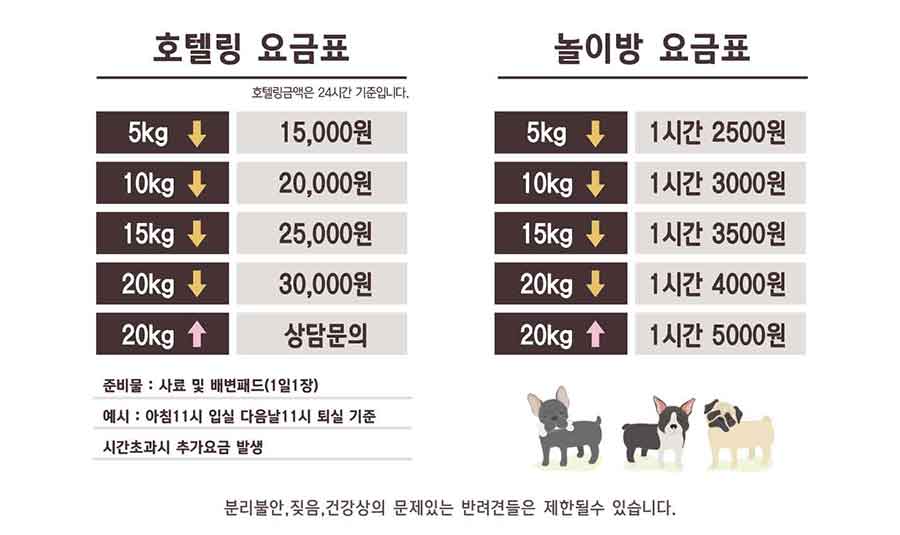 호텔링 요금표
호텔링금액은 24시간 기준입니다.
5kg ↓ 15,000원
10kg ↓ 20,000원
15kg ↓ 25,000원
20kg ↓ 30,000원
20kg ↑ 상담문의
준비물 : 사료 및 배변패드(1일1장)
예시 : 아침11시 입실 다음날11시 퇴실 기준
시간초과시 추가요금 발생
놀이방 요금표
5kg ↓ 1시간 2500원
10kg ↓ 1시간 3000원
15kg ↓ 1시간 3500원
20kg ↓ 1시간 4000원
20kg ↑ 1시간 5000원
분리불안,짖음,건강상의 문제있는 반려견들은 제한될수 있습니다.